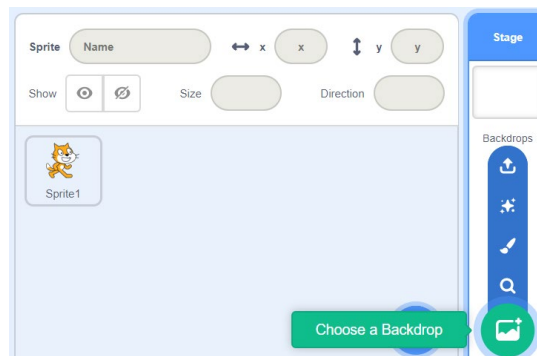 Sprite Name x x y y
Stage
Show Size Direction
Backdrops
Sprite1
Choose a Backdrop